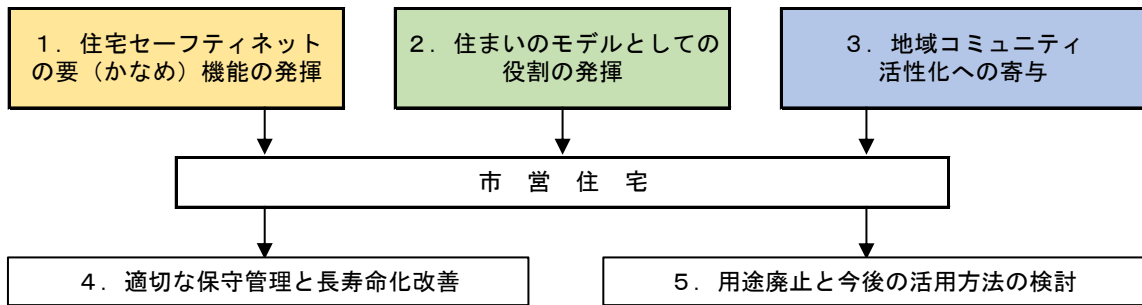 1．住宅セーフティネット
の要（かなめ）機能の発揮
2．住まいのモデルとしての
役割の発揮
3．地域コミュニティ
活性化への寄与
市　営　住　宅
4．適切な保守管理と長寿命化改善
5．用途廃止と今後の活用方法の検討